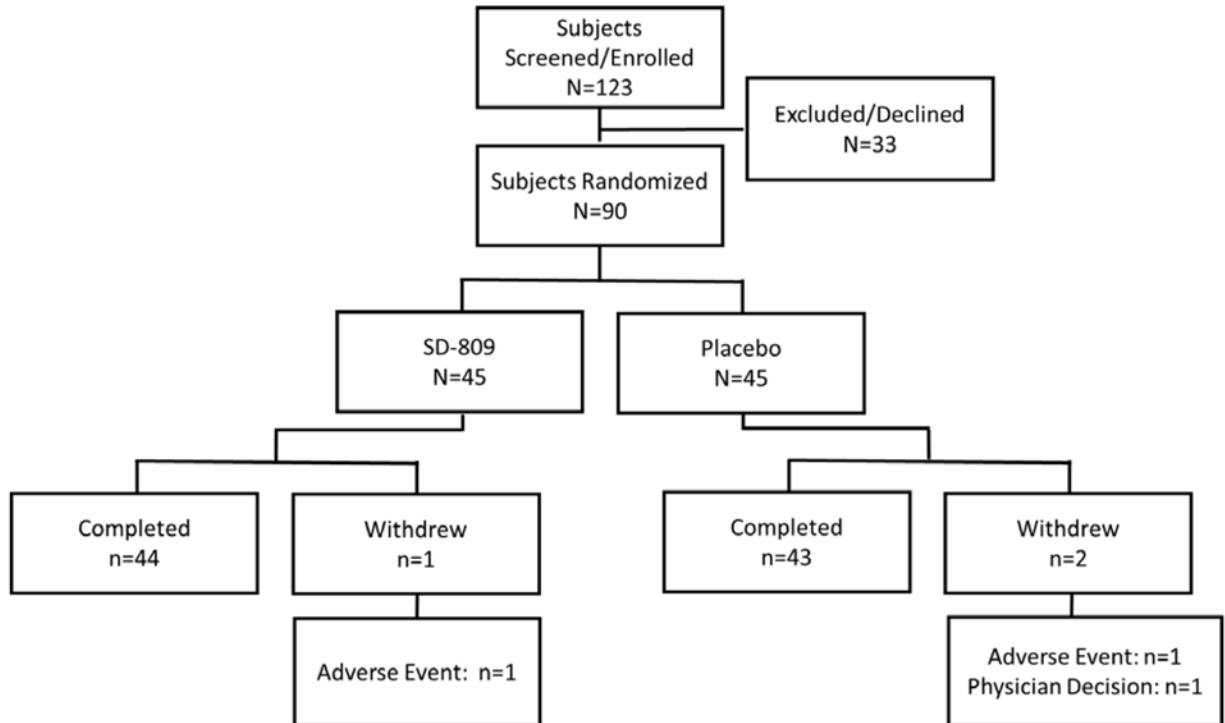 Subjects
Screened/Enrolled
N=123
Excluded/Declined
N=33
Subjects Randomized
N=90
SD-809
N=45
Placebo
N=45
Completed
n=44
Withdrew
n=1
Completed
n=43
Withdrew
n=2
Adverse Event: n=1
Adverse Event: n=1
Physician Decision: n=1